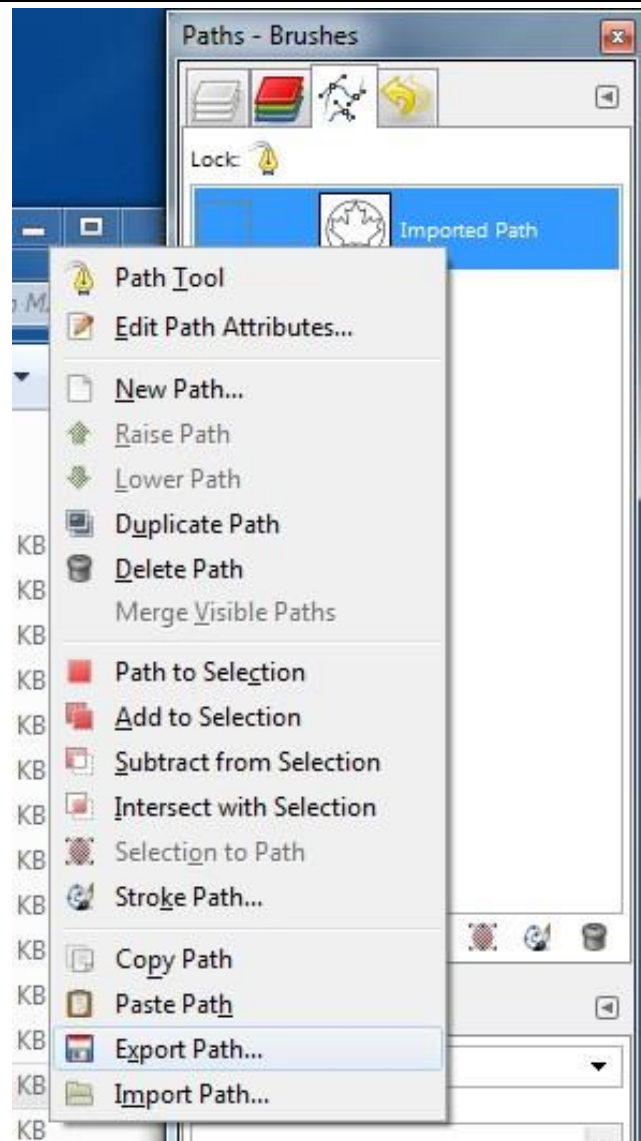 Paths - Brushes
Lock:
Imported Path
Path Tool
Edit Path Attributes...
New Path...
Raise Path
Lower Path
Duplicate Path
Delete Path
Merge Visible Paths
Path to Selection
Add to Selection
Subtract from Selection
Intersect with Selection
Selection to Path
Stroke Path...
Copy Path
Paste Path
Export Path...
Import Path...
KB
KB
KB
KB
KB
KB
KB
KB
KB
KB
KB
KB
KB
KB